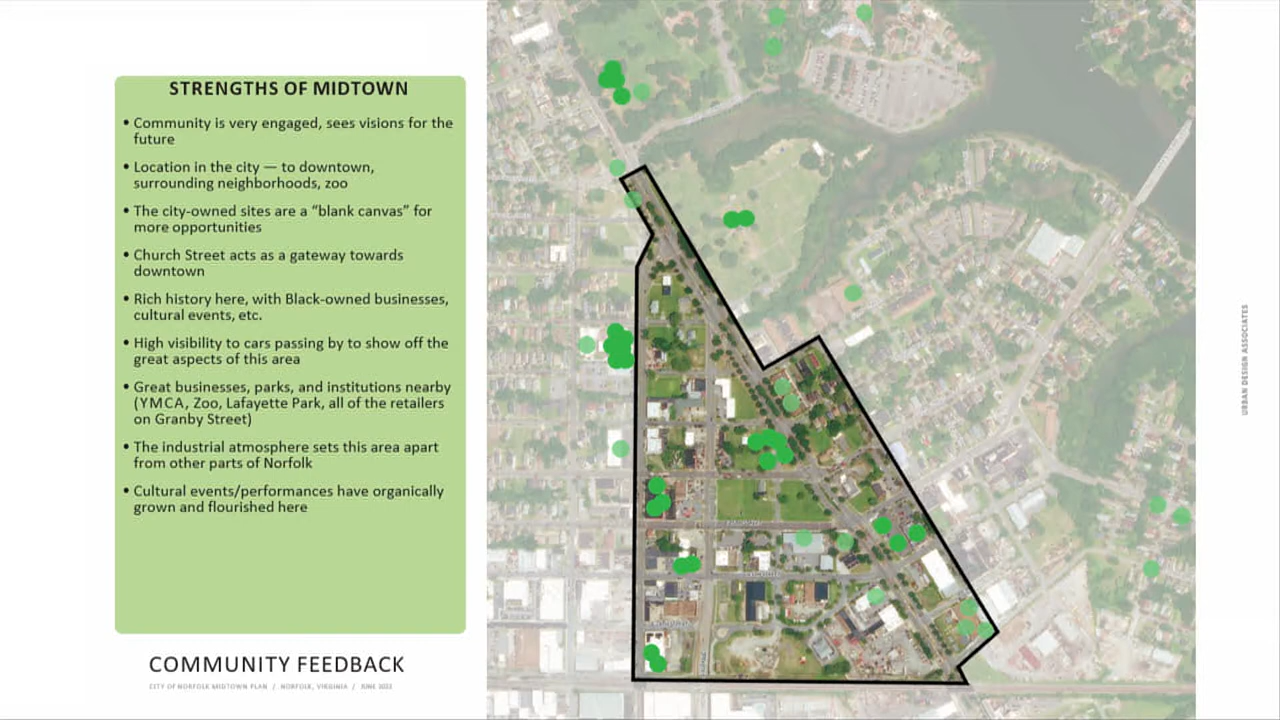 STRENGTHS OF MIDTOWN
• Community is very engaged, sees visions for the
future
• Location in the city — to downtown,
surrounding neighborhoods, zoo
• The city-owned sites are a “blank canvas” for
more opportunities
• Church Street acts as a gateway towards
downtown
• Rich history here, with Black-owned businesses,
cultural events, etc.
• High visibility to cars passing by to show off the
great aspects of this area
• Great businesses, parks, and institutions nearby
(YMCA, Zoo, Lafayette Park, all of the retailers
on Granby Street)
• The industrial atmosphere sets this area apart
from other parts of Norfolk
• Cultural events/performances have organically
grown and flourished here
COMMUNITY FEEDBACK
CITY OF NORFOLK MIDTOWN PLAN / NORFOLK, VIRGINIA / JUNE 2022
URBAN DESIGN ASSOCIATES